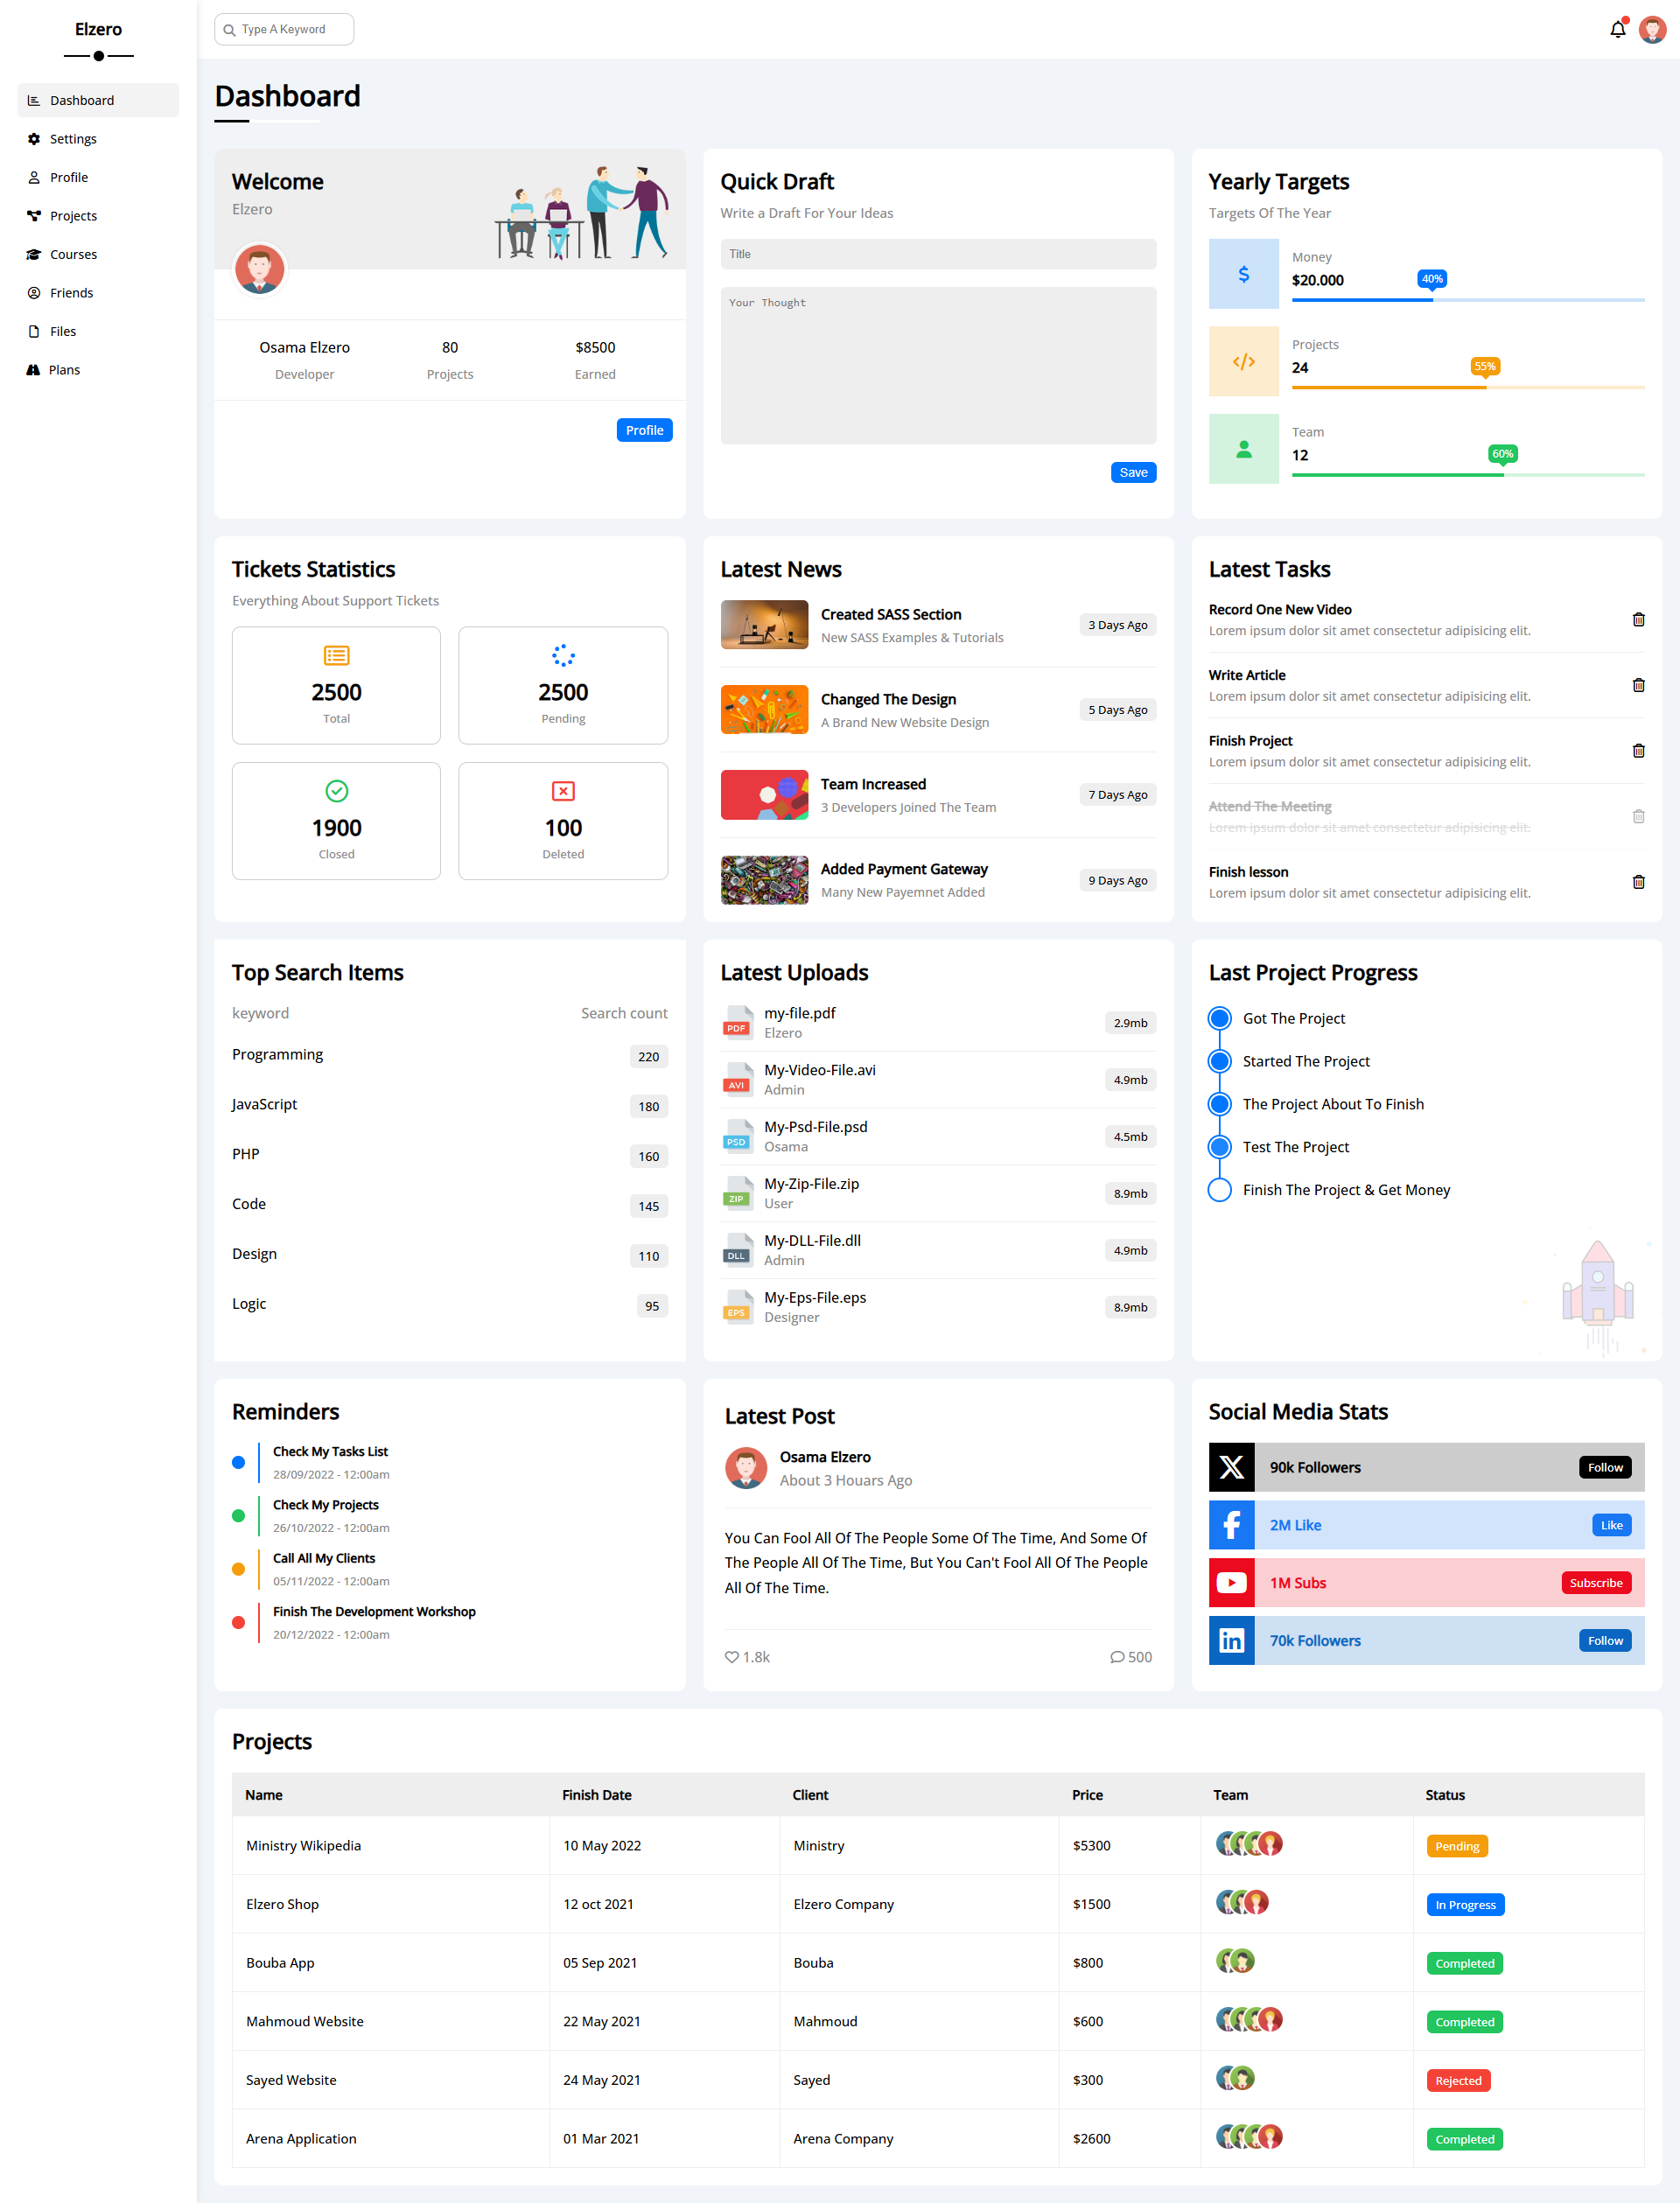 Elzero
Type A Keyword
Dashboard
Settings
Profile
Projects
Courses
Friends
Files
Plans
Dashboard
Welcome
Elzero
Osama Elzero
Developer
80
Projects
$8500
Earned
Profile
Quick Draft
Write a Draft For Your Ideas
Title
Your Thought
Save
Yearly Targets
Targets Of The Year
Money
$20.000
40%
Projects
24
55%
Team
12
60%
Tickets Statistics
Everything About Support Tickets
2500
Total
2500
Pending
1900
Closed
100
Deleted
Latest News
Created SASS Section
New SASS Examples & Tutorials
3 Days Ago
Changed The Design
A Brand New Website Design
5 Days Ago
Team Increased
3 Developers Joined The Team
7 Days Ago
Added Payment Gateway
Many New Payemnet Added
9 Days Ago
Latest Tasks
Record One New Video
Lorem ipsum dolor sit amet consectetur adipisicing elit.
Write Article
Lorem ipsum dolor sit amet consectetur adipisicing elit.
Finish Project
Lorem ipsum dolor sit amet consectetur adipisicing elit.
Attend The Meeting
Lorem ipsum dolor sit amet consectetur adipisicing elit.
Finish lesson
Lorem ipsum dolor sit amet consectetur adipisicing elit.
Top Search Items
keyword Search count
Programming 220
JavaScript 180
PHP 160
Code 145
Design 110
Logic 95
Latest Uploads
PDF
my-file.pdf
Elzero
2.9mb
AVI
My-Video-File.avi
Admin
4.9mb
PSD
My-Psd-File.psd
Osama
4.5mb
ZIP
My-Zip-File.zip
User
8.9mb
DLL
My-DLL-File.dll
Admin
4.9mb
EPS
My-Eps-File.eps
Designer
8.9mb
Last Project Progress
Got The Project
Started The Project
The Project About To Finish
Test The Project
Finish The Project & Get Money
Reminders
Check My Tasks List
28/09/2022 - 12:00am
Check My Projects
26/10/2022 - 12:00am
Call All My Clients
05/11/2022 - 12:00am
Finish The Development Workshop
20/12/2022 - 12:00am
Latest Post
Osama Elzero
About 3 Houars Ago
You Can Fool All Of The People Some Of The Time, And Some Of
The People All Of The Time, But You Can't Fool All Of The People
All Of The Time.
1.8k
500
Social Media Stats
90k Followers Follow
2M Like Like
1M Subs Subscribe
70k Followers Follow
Projects
Name Finish Date Client Price Team Status
Ministry Wikipedia 10 May 2022 Ministry $5300 Pending
Elzero Shop 12 oct 2021 Elzero Company $1500 In Progress
Bouba App 05 Sep 2021 Bouba $800 Completed
Mahmoud Website 22 May 2021 Mahmoud $600 Completed
Sayed Website 24 May 2021 Sayed $300 Rejected
Arena Application 01 Mar 2021 Arena Company $2600 Completed